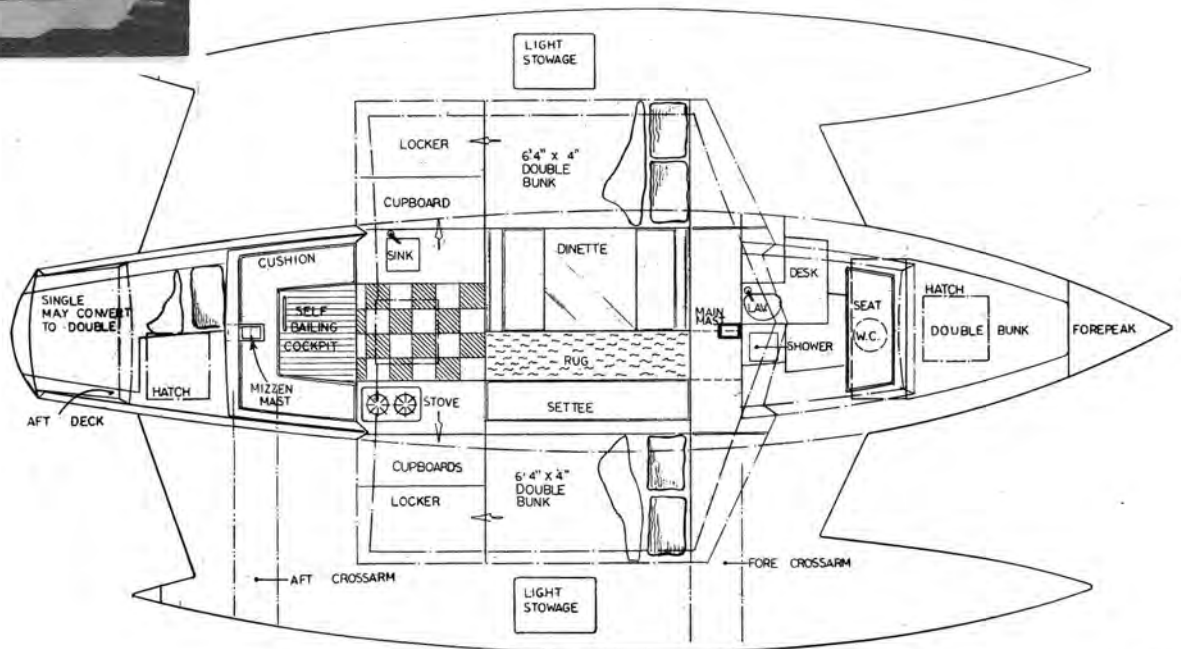 LIGHT
STOWAGE
LOCKER
6'4" x 4"
DOUBLE
BUNK
CUPBOARD
SINK
DINETTE
CUSHION
DESK
SINGLE
MAY CONVERT
TO DOUBLE
SELF
BAILING
COCKPIT
MAIN
MAST
LAV.
SEAT
W.C.
HATCH
DOUBLE BUNK
FOREPEAK
SHOWER
RUG
HATCH
MIZZEN
MAST
STOVE
SETTEE
AFT DECK
CUPBOARDS
LOCKER
6'4" x 4'
DOUBLE
BUNK
AFT CROSSARM
FORE CROSSARM
LIGHT
STOWAGE